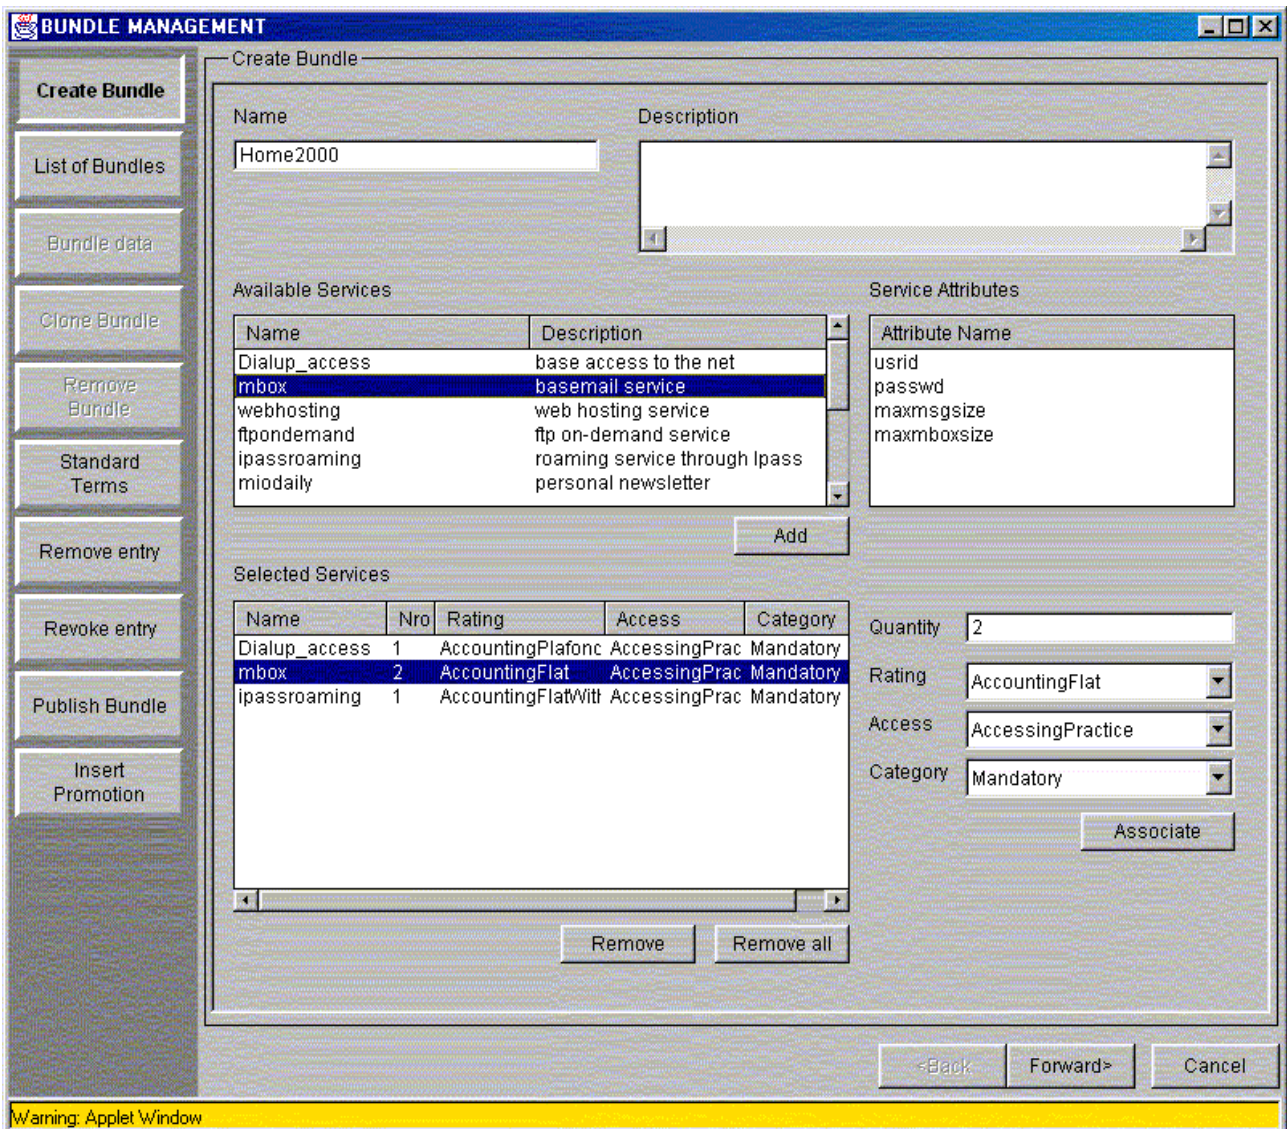 BUNDLE MANAGEMENT
Create Bundle
List of Bundles
Bundle data
Clone Bundle
Remove
Bundle
Standard
Terms
Remove entry
Revoke entry
Publish Bundle
Insert
Promotion
Create Bundle
Name Description
Home2000
Available Services Service Attributes
Name Description Attribute Name
Dialup_access base access to the net usrid
mbox basemail service passwd
webhosting web hosting service maxmsgsize
ftpondemand ftp on-demand service maxmboxsize
ipassroaming roaming service through Ipass
miodaily personal newsletter
Add
Selected Services
Name Nro Rating Access Category
Dialup_access 1 AccountingPlafonc AccessingPrac Mandatory
mbox 2 AccountingFlat AccessingPrac Mandatory
ipassroaming 1 AccountingFlatWitl AccessingPrac Mandatory
Quantity 2
Rating AccountingFlat
Access AccessingPractice
Category Mandatory
Associate
Remove Remove all
<Back Forward> Cancel
Warning: Applet Window